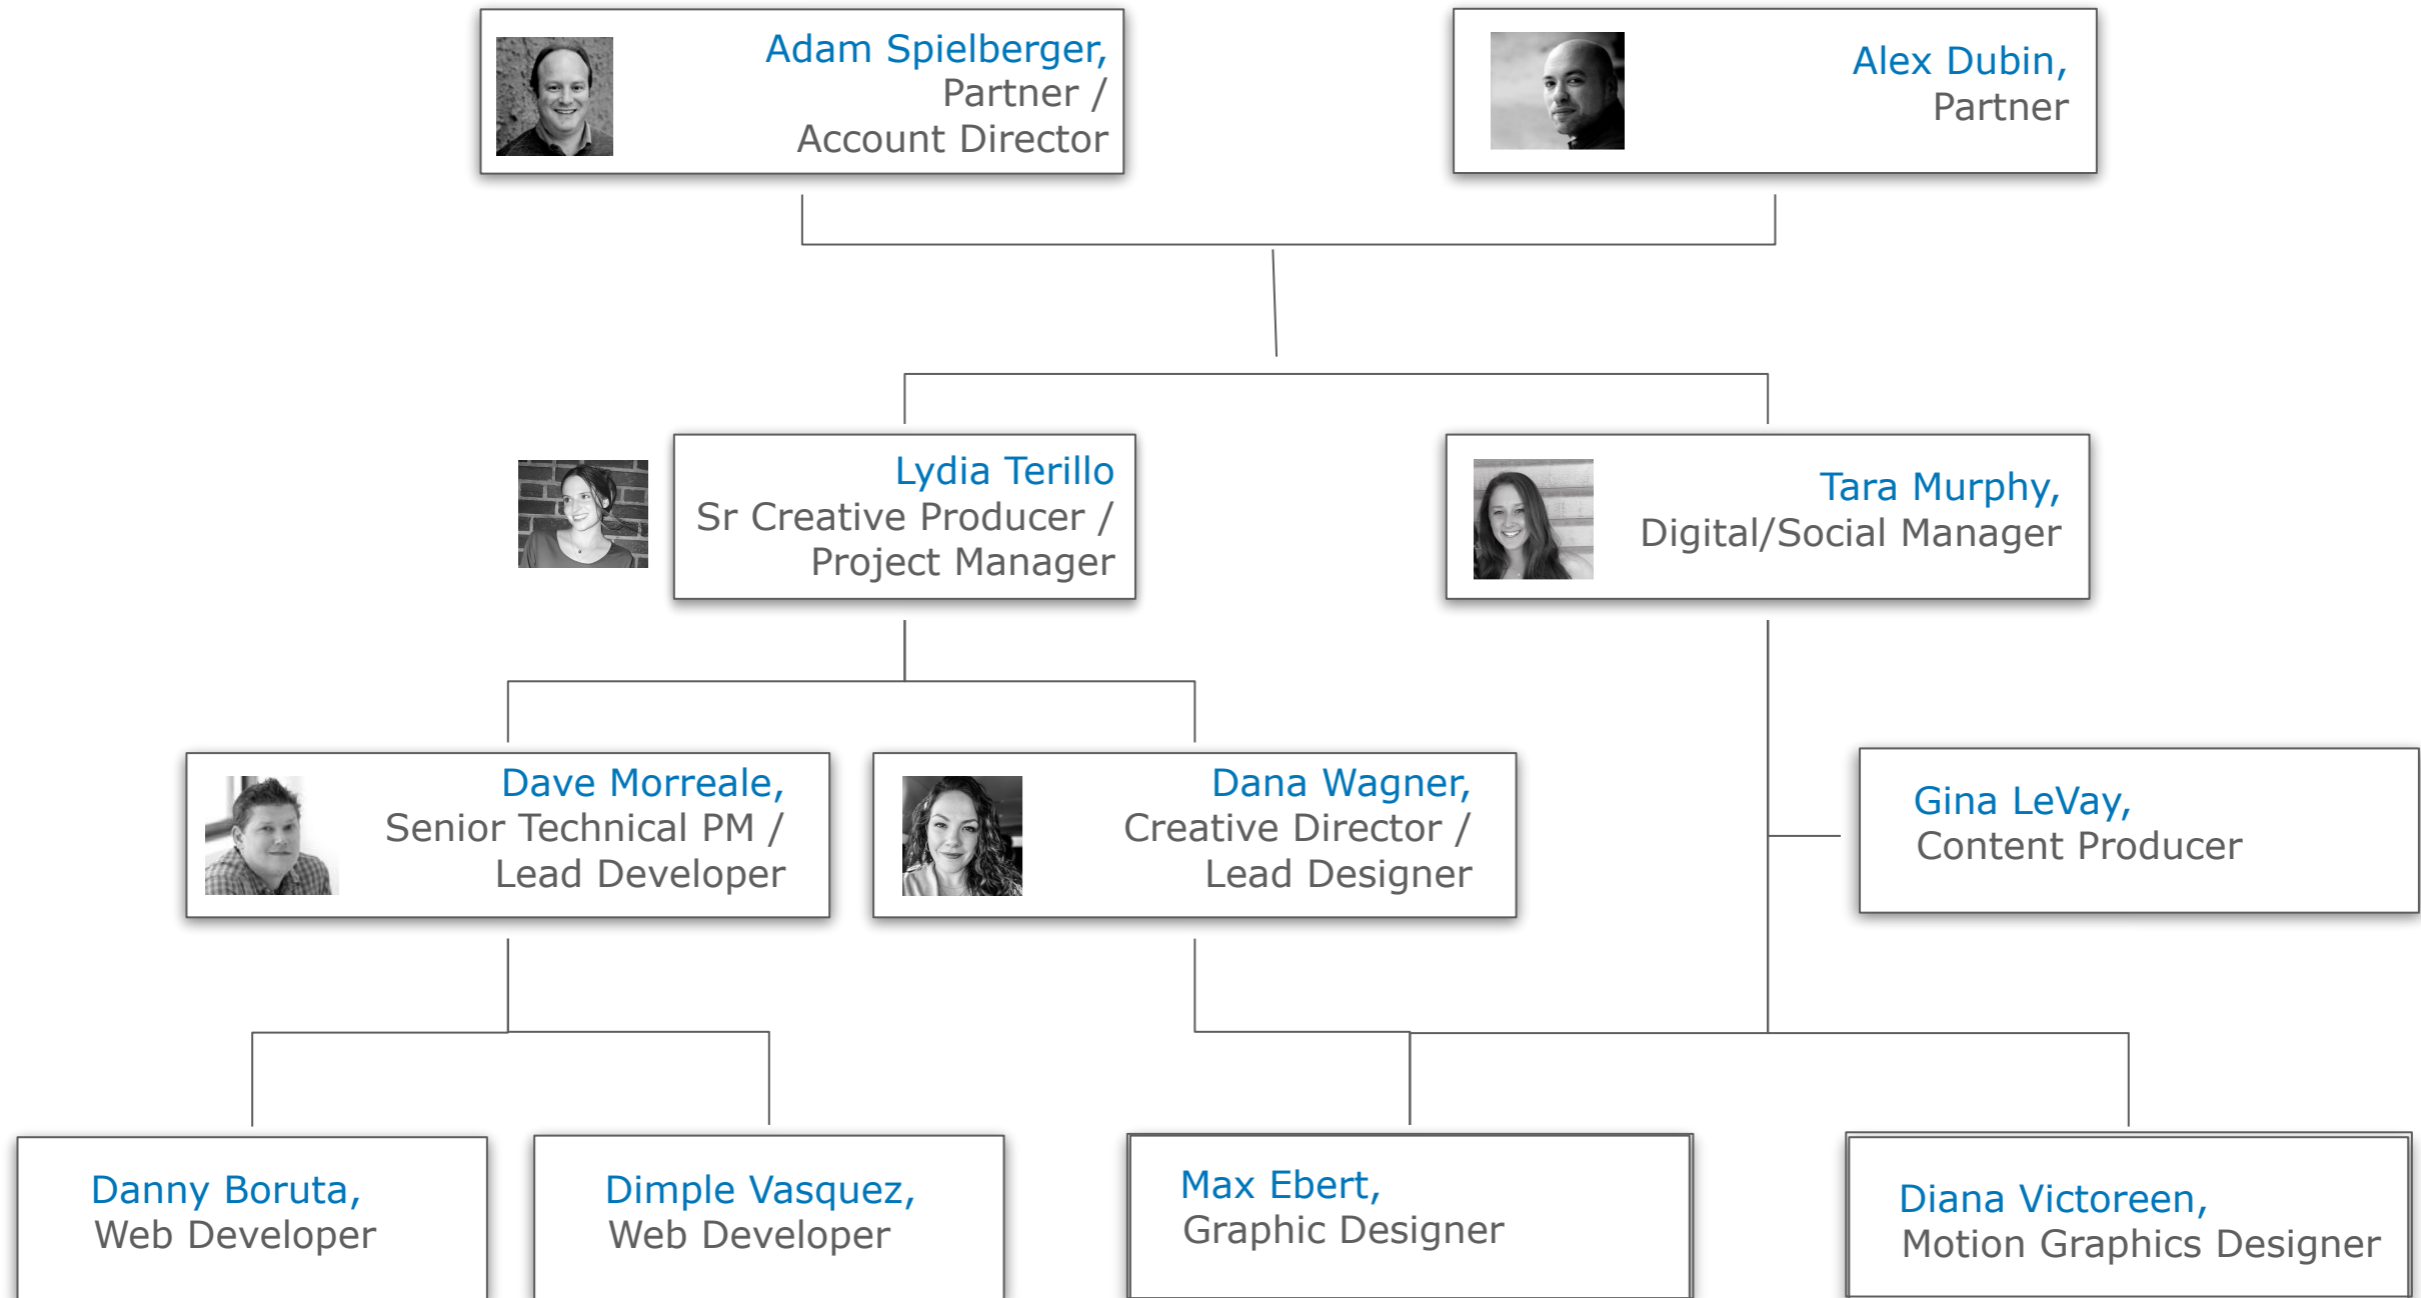 Adam Spielberger,
Partner /
Account Director
Alex Dubin,
Partner
Lydia Terillo
Sr Creative Producer /
Project Manager
Tara Murphy,
Digital/Social Manager
Dave Morreale,
Senior Technical PM /
Lead Developer
Dana Wagner,
Creative Director /
Lead Designer
Gina LeVay,
Content Producer
Danny Boruta,
Web Developer
Dimple Vasquez,
Web Developer
Max Ebert,
Graphic Designer
Diana Victoreen,
Motion Graphics Designer